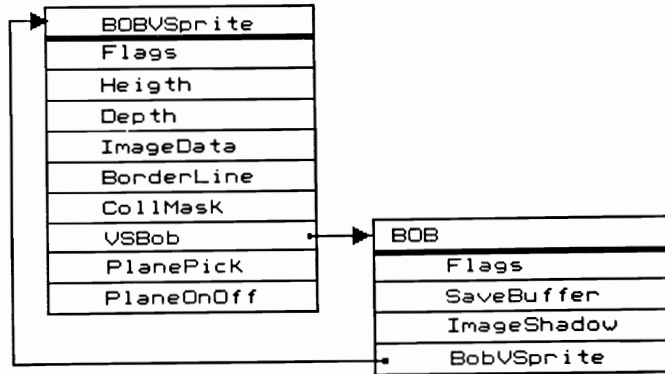 BOBVSprite
Flags
Heigth
Depth
ImageData
BorderLine
CollMask
VSBob
PlanePick
PlaneOnOff
BOB
Flags
SaveBuffer
ImageShadow
BobVSprite